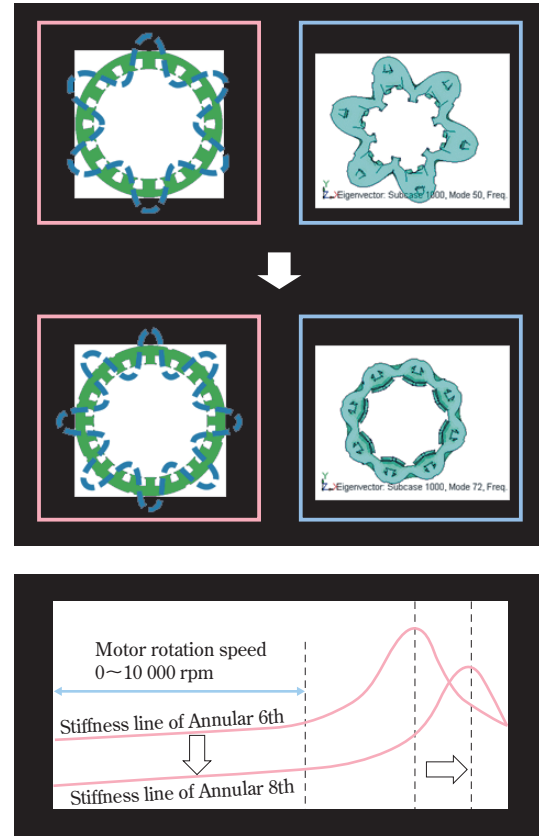 Y
Z X Eigenvector: Subcase 1000, Mode 50, Freq.
Y
Z X Eigenvector: Subcase 1000, Mode 72, Freq.
Motor rotation speed
0～10 000 rpm
Stiffness line of Annular 6th
Stiffness line of Annular 8th